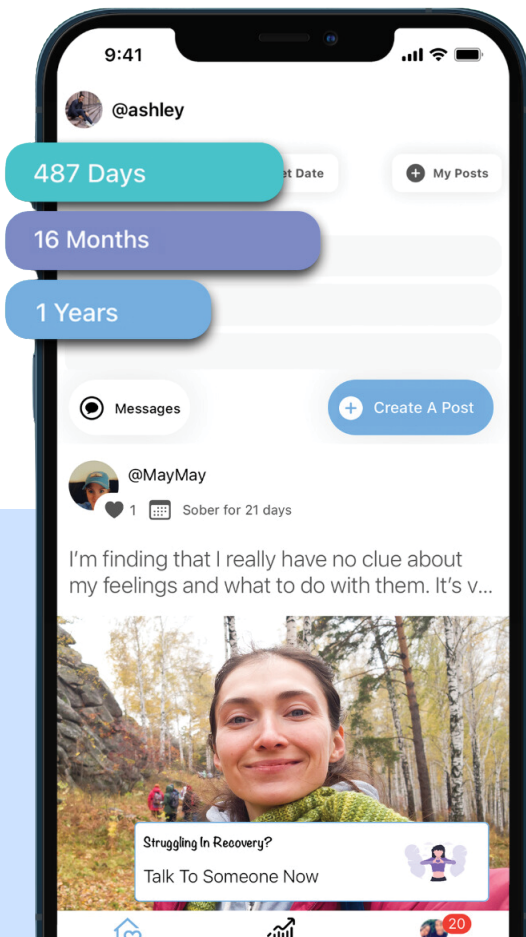 9:41
@ashley
487 Days
et Date
My Posts
16 Months
1 Years
Messages
Create A Post
@MayMay
1
Sober for 21 days
I'm finding that I really have no clue about
my feelings and what to do with them. It's v...
Struggling In Recovery?
Talk To Someone Now
20